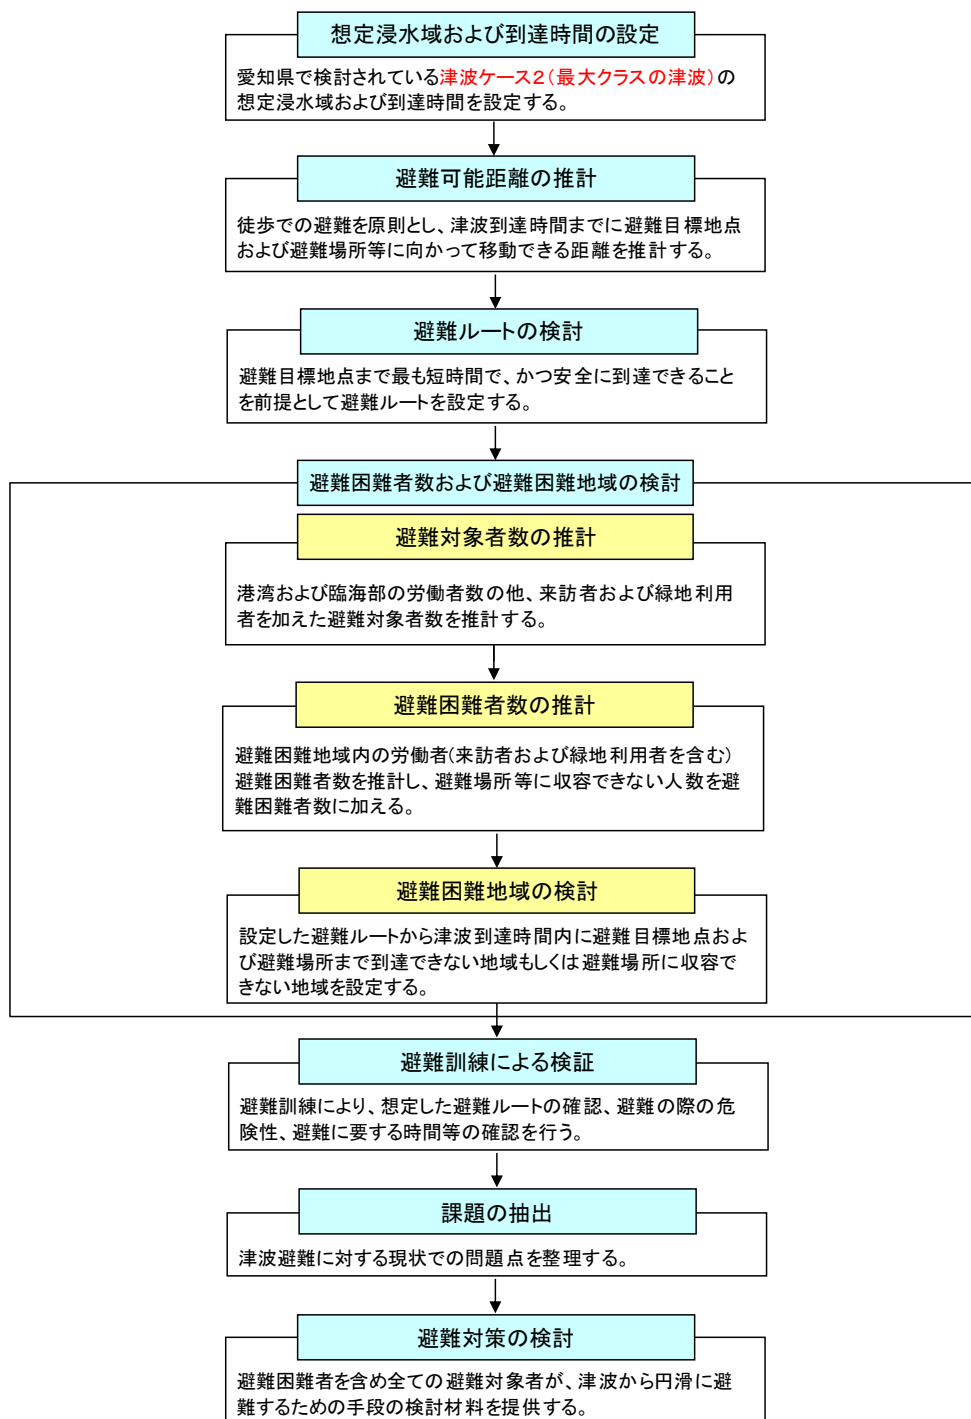 想定浸水域および到達時間の設定
愛知県で検討されている津波ケース2(最大クラスの津波)の
想定浸水域および到達時間を設定する。
避難可能距離の推計
徒歩での避難を原則とし、津波到達時間までに避難目標地点
および避難場所等に向かって移動できる距離を推計する。
避難ルートの検討
避難目標地点まで最も短時間で、かつ安全に到達できること
を前提として避難ルートを設定する。
避難困難者数および避難困難地域の検討
避難対象者数の推計
港湾および臨海部の労働者数の他、来訪者および緑地利用
者を加えた避難対象者数を推計する。
避難困難者数の推計
避難困難地域内の労働者(来訪者および緑地利用者を含む)
避難困難者数を推計し、避難場所等に収容できない人数を避
難困難者数に加える。
避難困難地域の検討
設定した避難ルートから津波到達時間内に避難目標地点およ
び避難場所まで到達できない地域もしくは避難場所に収容で
きない地域を設定する。
避難訓練による検証
避難訓練により、想定した避難ルートの確認、避難の際の危
険性、避難に要する時間等の確認を行う。
課題の抽出
津波避難に対する現状での問題点を整理する。
避難対策の検討
避難困難者を含め全ての避難対象者が、津波から円滑に避
難するための手段の検討材料を提供する。